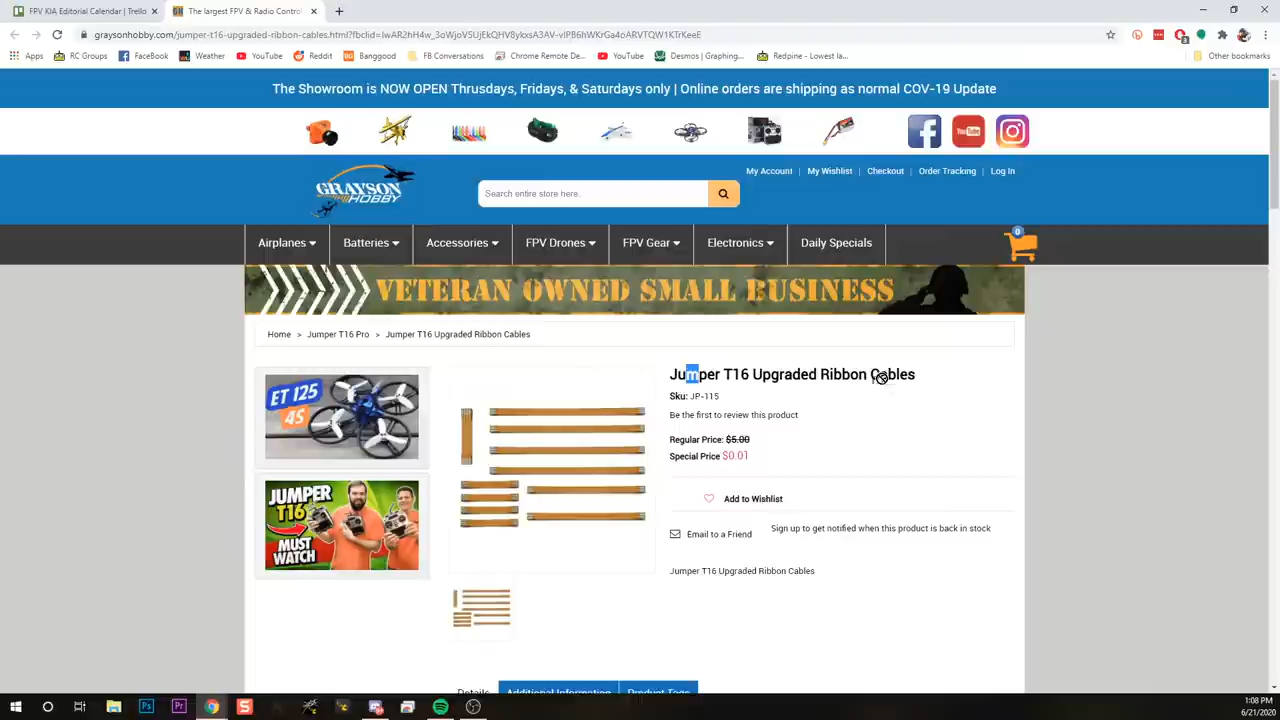 FPV KIA Editorial Calendar | Trello
The largest FPV & Radio Contro
graysonhobby.com/jumper-t16-upgraded-ribbon-cables.html?fbclid=
Apps
RC Groups
FaceBook
Weather
YouTube
Reddit
Banggood
FB Conversations
Chrome Remote De...
YouTube
Desmos | Graphing...
Redpine - Lowest la...
Other bookmarks
The Showroom is NOW OPEN Thrusdays, Fridays, & Saturdays only | Online orders are shipping as normal COV-19 Update
YouTube
My Account | My Wishlist | Checkout | Order Tracking | Log In
GRAYSON
HOBBY
Search entire store here..
0
Airplanes
Batteries
Accessories
FPV Drones
FPV Gear
Electronics
Daily Specials
VETERAN OWNED SMALL BUSINESS
Home > Jumper T16 Pro > Jumper T16 Upgraded Ribbon Cables
Jumper T16 Upgraded Ribbon Cables
Sku: JP-115
Be the first to review this product
Regular Price: $5.00
Special Price $0.01
Add to Wishlist
Email to a Friend
Sign up to get notified when this product is back in stock
Jumper T16 Upgraded Ribbon Cables
ET 125
4S
JUMPER
T16
MUST
WATCH
Details
Additional Information
Product Tags
1:08 PM
6/21/2020